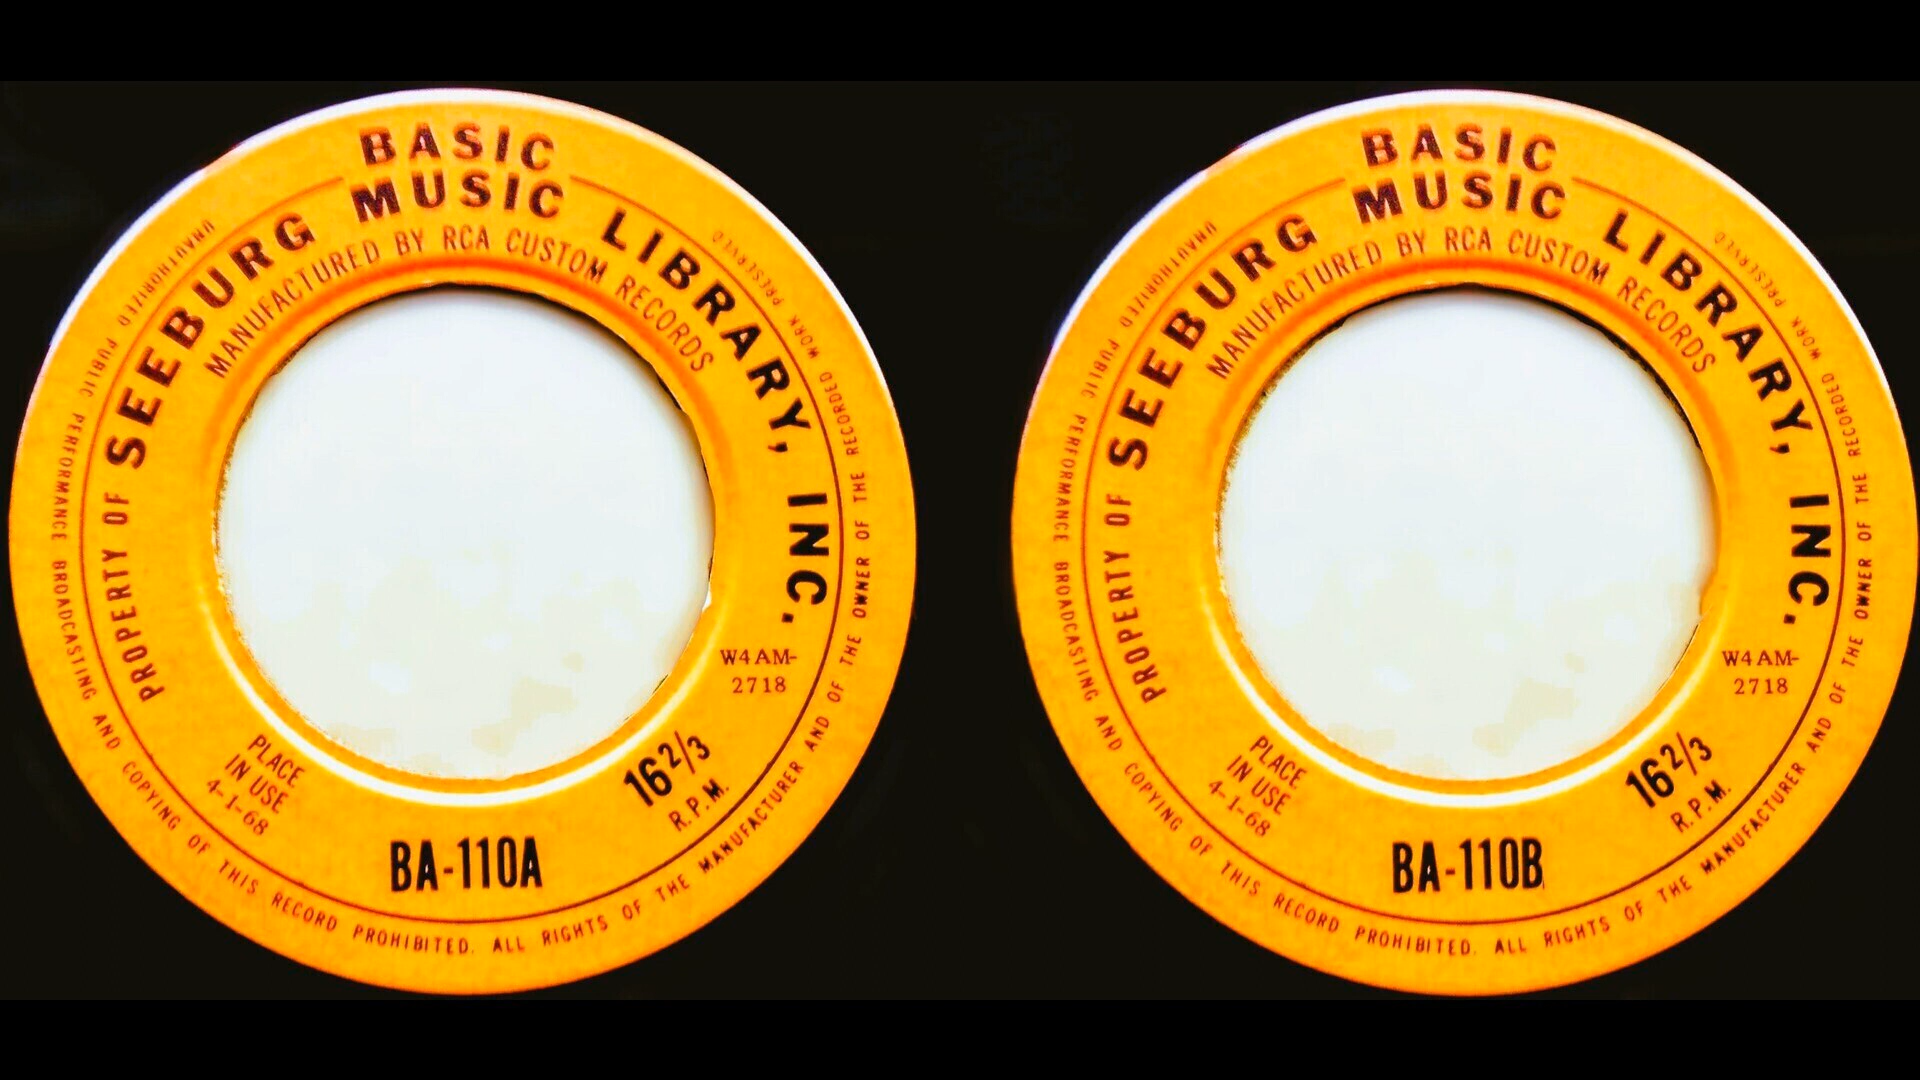 BASIC
SEEBURG MUSIC LIBRARY, INC.
PROPERTY OF
MANUFACTURED BY RCA CUSTOM RECORDS
W4AM-
2718
16 2/3
R.P.M.
PLACE
IN USE
4-1-68
BA-110A
UNAUTHORIZED PUBLIC PERFORMANCE BROADCASTING AND COPYING OF THIS RECORD PROHIBITED. ALL RIGHTS OF THE MANUFACTURER AND OF THE OWNER OF THE RECORDED WORK PRESERVED
BASIC
SEEBURG MUSIC LIBRARY, INC.
PROPERTY OF
MANUFACTURED BY RCA CUSTOM RECORDS
W4AM-
2718
16 2/3
R.P.M.
PLACE
IN USE
4-1-68
BA-110B
UNAUTHORIZED PUBLIC PERFORMANCE BROADCASTING AND COPYING OF THIS RECORD PROHIBITED. ALL RIGHTS OF THE MANUFACTURER AND OF THE OWNER OF THE RECORDED WORK PRESERVED